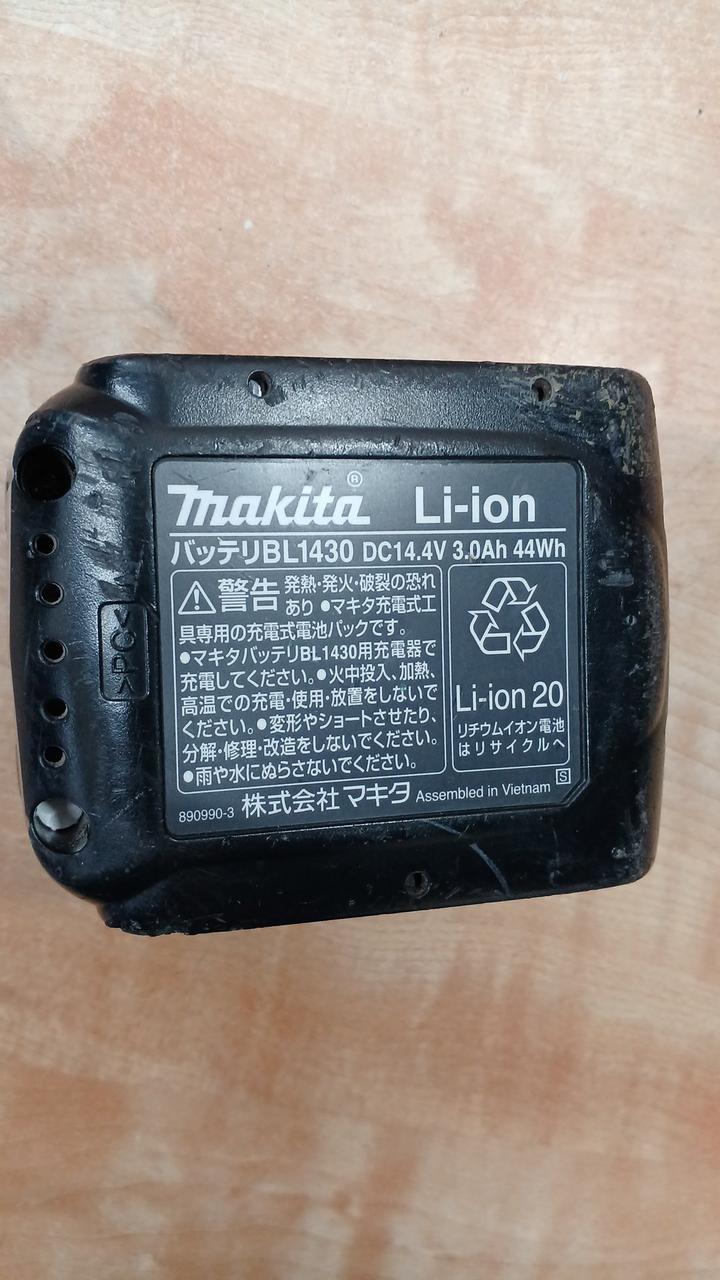 makita® Li-ion
バッテリBL1430 DC14.4V 3.0Ah 44Wh
警告 発熱・発火・破裂の恐れ
あり ●マキタ充電式工
具専用の充電式電池パックです。
●マキタバッテリBL1430用充電器で
充電してください。●火中投入、加熱、
高温での充電・使用・放置をしないで
ください。●変形やショートさせたり、
分解・修理・改造をしないでください。
●雨や水にぬらさないでください。
Li-ion 20
リチウムイオン電池
はリサイクルへ
890990-3 株式会社マキタ Assembled in Vietnam S
>PC<